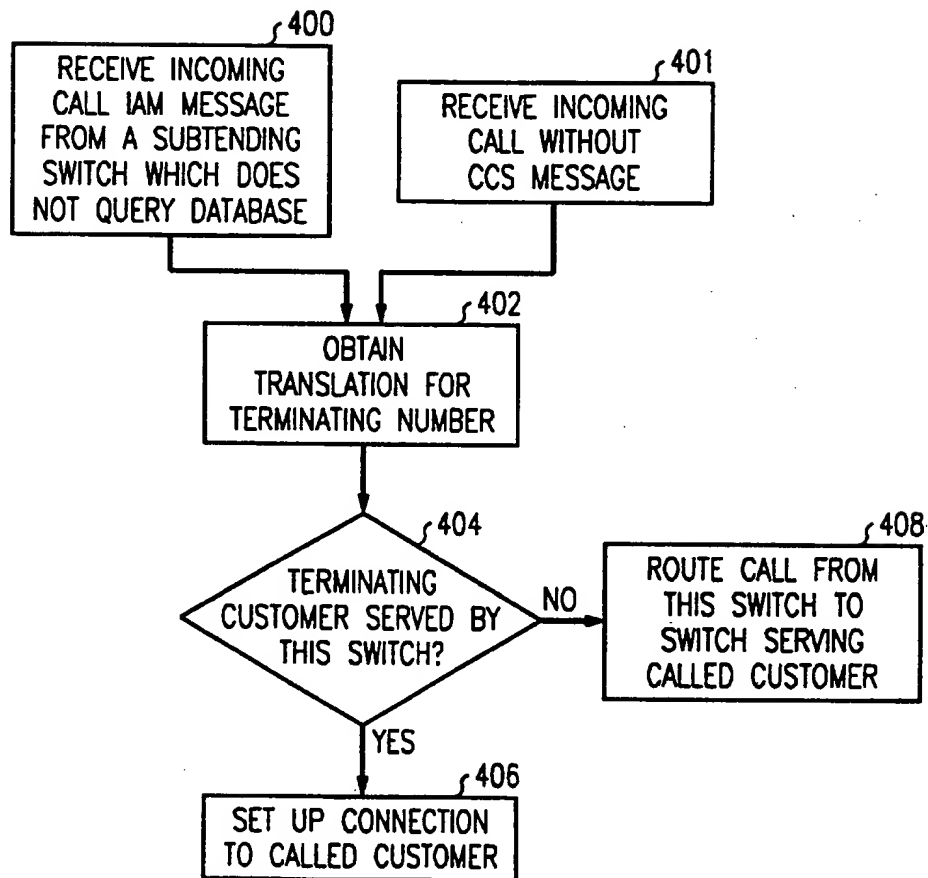 400
RECEIVE INCOMING
CALL IAM MESSAGE
FROM A SUBTENDING
SWITCH WHICH DOES
NOT QUERY DATABASE
401
RECEIVE INCOMING
CALL WITHOUT
CCS MESSAGE
402
OBTAIN
TRANSLATION FOR
TERMINATING NUMBER
404
TERMINATING
CUSTOMER SERVED BY
THIS SWITCH?
NO
408
ROUTE CALL FROM
THIS SWITCH TO
SWITCH SERVING
CALLED CUSTOMER
YES
406
SET UP CONNECTION
TO CALLED CUSTOMER